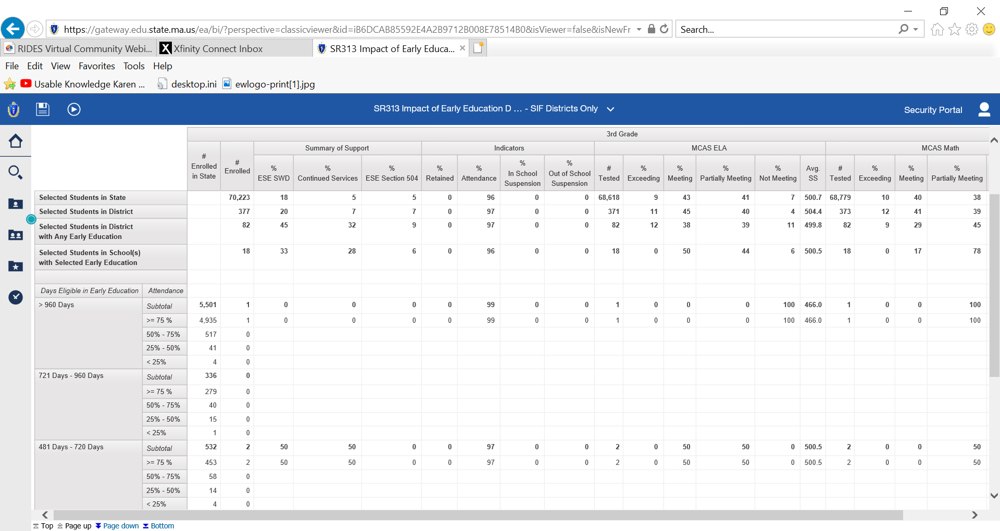 https://gateway.edu.state.ma.us/ea/bi/?perspective=classicviewer&id=iB6DCAB85592E4A2B9712B008E78514B0&isViewer=false&isNewFr
Search...
RIDES Virtual Community Webi...
Xfinity Connect Inbox
SR313 Impact of Early Educa...
File Edit View Favorites Tools Help
Usable Knowledge Karen ... desktop.ini ewlogo-print[1].jpg
SR313 Impact of Early Education D ... - SIF Districts Only
Security Portal
3rd Grade
Summary of Support Indicators MCAS ELA MCAS Math
# Enrolled in State # Enrolled % ESE SWD % Continued Services % ESE Section 504 % Retained % Attendance % In School Suspension % Out of School Suspension # Tested % Exceeding % Meeting % Partially Meeting % Not Meeting Avg. SS # Tested % Exceeding % Meeting % Partially Meeting
Selected Students in State 70,223 18 5 5 0 96 0 0 68,618 9 43 41 7 500.7 68,779 10 40 38
Selected Students in District 377 20 7 7 0 97 0 0 371 11 45 40 4 504.4 373 12 41 39
Selected Students in District 82 45 32 9 0 97 0 0 82 12 38 39 11 499.8 82 9 29 45
with Any Early Education
Selected Students in School(s) 18 33 28 6 0 96 0 0 18 0 50 44 6 500.5 18 0 17 78
with Selected Early Education
Days Eligible in Early Education Attendance
> 960 Days Subtotal 5,501 1 0 0 0 0 99 0 0 1 0 0 0 100 466.0 1 0 0 100
>= 75 % 4,935 1 0 0 0 0 99 0 0 1 0 0 0 100 466.0 1 0 0 100
50% - 75% 517 0
25% - 50% 41 0
< 25% 4 0
721 Days - 960 Days Subtotal 336 0
>= 75 % 279 0
50% - 75% 40 0
25% - 50% 15 0
< 25% 1 0
481 Days - 720 Days Subtotal 532 2 50 50 0 0 97 0 0 2 0 50 50 0 500.5 2 0 0 50
>= 75 % 453 2 50 50 0 0 97 0 0 2 0 50 50 0 500.5 2 0 0 50
50% - 75% 58 0
25% - 50% 14 0
< 25% 4 0
Top Page up Page down Bottom